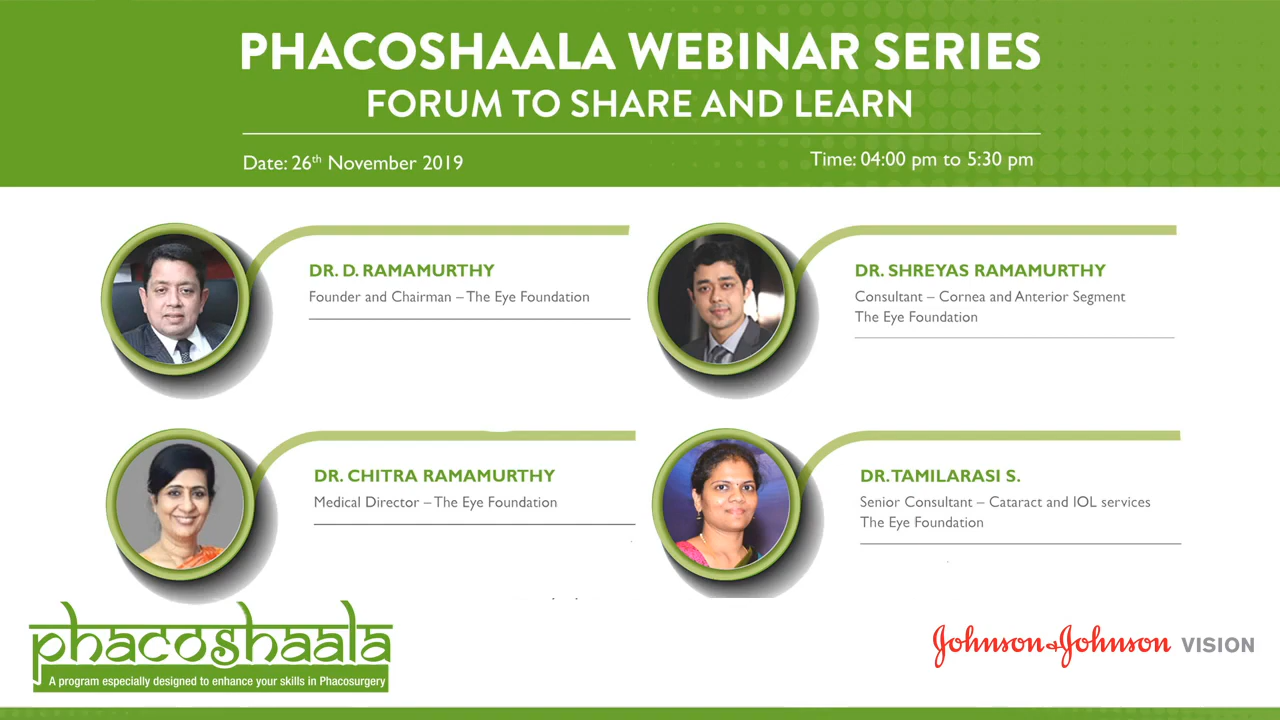 PHACOSHAALA WEBINAR SERIES
FORUM TO SHARE AND LEARN
Date: 26th November 2019
Time: 04:00 pm to 5:30 pm
DR. D. RAMAMURTHY
Founder and Chairman – The Eye Foundation
DR. SHREYAS RAMAMURTHY
Consultant – Cornea and Anterior Segment
The Eye Foundation
DR. CHITRA RAMAMURTHY
Medical Director – The Eye Foundation
DR. TAMILARASI S.
Senior Consultant – Cataract and IOL services
The Eye Foundation
phacoshaala
A program especially designed to enhance your skills in Phacosurgery
Johnson & Johnson VISION